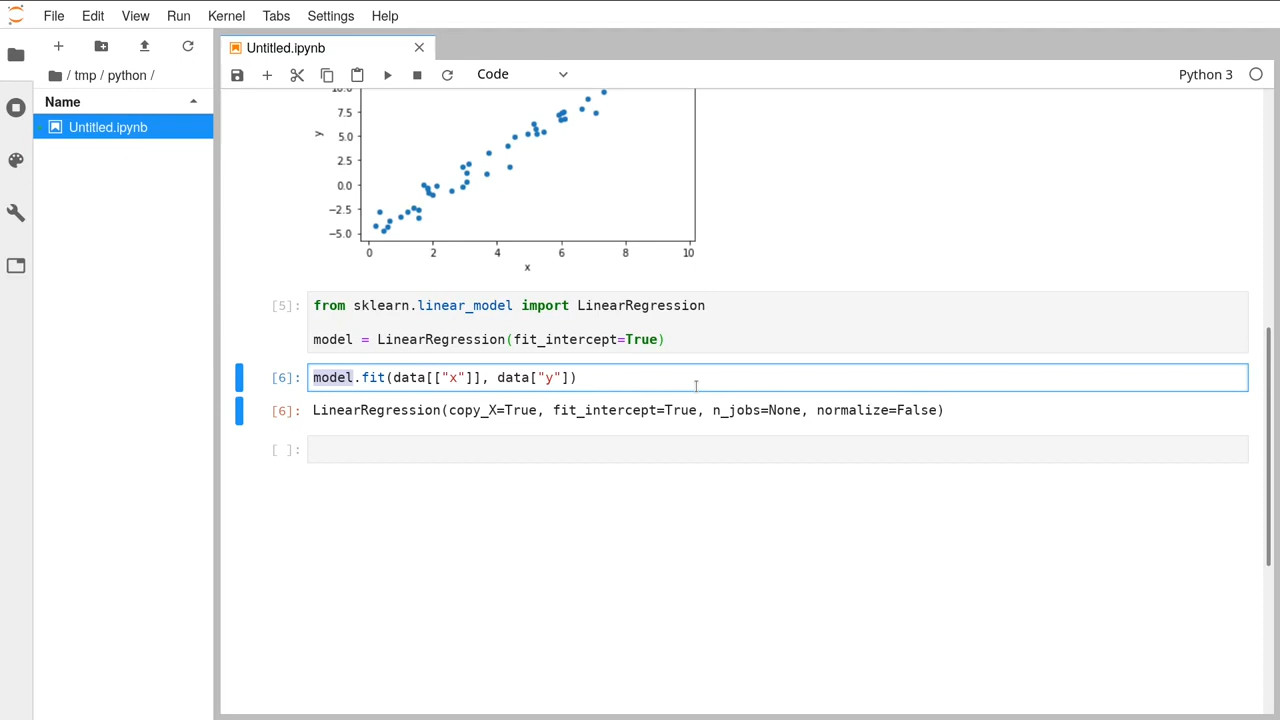 File Edit View Run Kernel Tabs Settings Help
Untitled.ipynb
/ tmp / python /
Code
Python 3
Name
Untitled.ipynb
7.5
5.0
2.5
0.0
−2.5
−5.0
y
0 2 4 6 8 10
x
[5]: from sklearn.linear_model import LinearRegression
model = LinearRegression(fit_intercept=True)
[6]: model.fit(data[["x"]], data["y"])
[6]: LinearRegression(copy_X=True, fit_intercept=True, n_jobs=None, normalize=False)
[ ]: